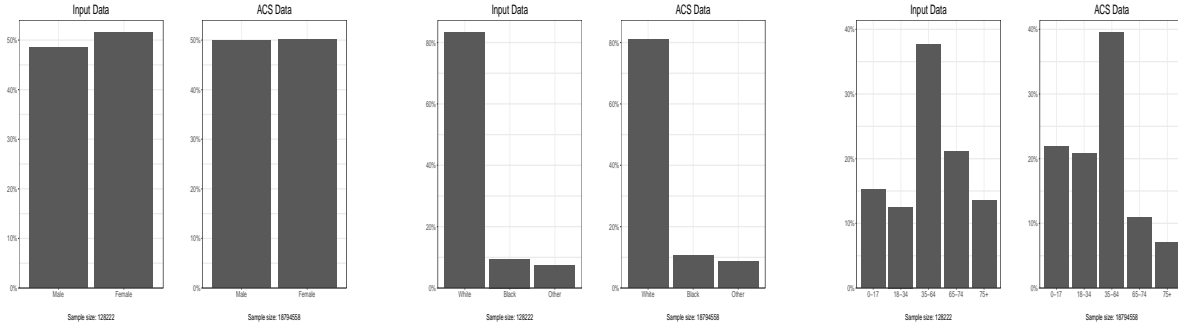 Input Data
50%
40%
30%
20%
10%
0%
Male Female
Sample size: 128222
ACS Data
50%
40%
30%
20%
10%
0%
Male Female
Sample size: 18794558
Input Data
80%
60%
40%
20%
0%
White Black Other
Sample size: 128222
ACS Data
80%
60%
40%
20%
0%
White Black Other
Sample size: 18794558
Input Data
40%
30%
20%
10%
0%
0–17 18–34 35–64 65–74 75+
Sample size: 128222
ACS Data
40%
30%
20%
10%
0%
0–17 18–34 35–64 65–74 75+
Sample size: 18794558